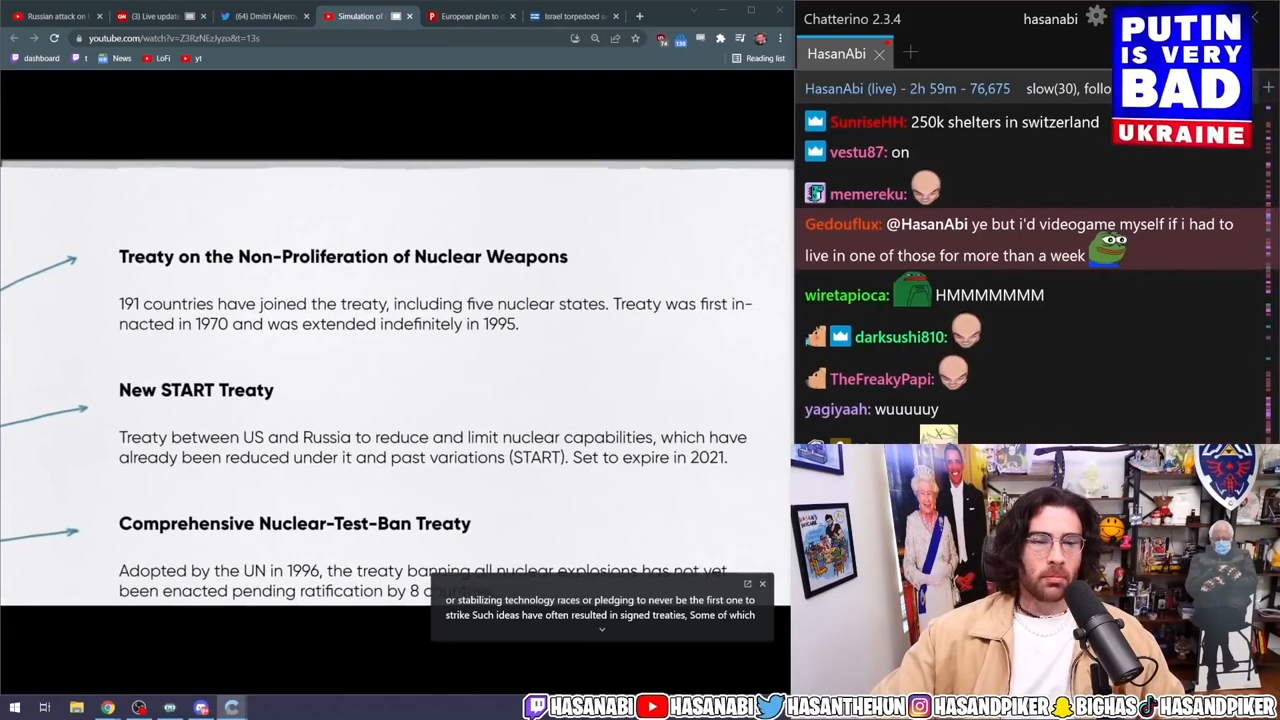 Russian attack on
(3) Live update
(64) Dmitri Alperov
Simulation of
European plan to
Israel torpedoed
youtube.com/watch?v=Z3RzNEzJyzo&t=13s
dashboard
t
News
LoFi
yt
Reading list
Treaty on the Non-Proliferation of Nuclear Weapons
191 countries have joined the treaty, including five nuclear states. Treaty was first in-
nacted in 1970 and was extended indefinitely in 1995.
New START Treaty
Treaty between US and Russia to reduce and limit nuclear capabilities, which have
already been reduced under it and past variations (START). Set to expire in 2021.
Comprehensive Nuclear-Test-Ban Treaty
Adopted by the UN in 1996, the treaty banning all nuclear explosions has not yet
been enacted pending ratification by 8
or stabilizing technology races or pledging to never be the first one to
strike Such ideas have often resulted in signed treaties, Some of which
Chatterino 2.3.4
hasanabi
HasanAbi
HasanAbi (live) - 2h 59m - 76,675
slow(30), follo
PUTIN
IS VERY
BAD
UKRAINE
SunriseHH: 250k shelters in switzerland
vestu87: on
memereku:
Gedouflux: @HasanAbi ye but i'd videogame myself if i had to
live in one of those for more than a week
wiretapioca: HMMMMMMM
darksushi810:
TheFreakyPapi:
yagiyaah: wuuuuuy
HASANABI
HASANABI
HASANTHEHUN
HASANDPIKER
BIGHAS
HASANDPIKER